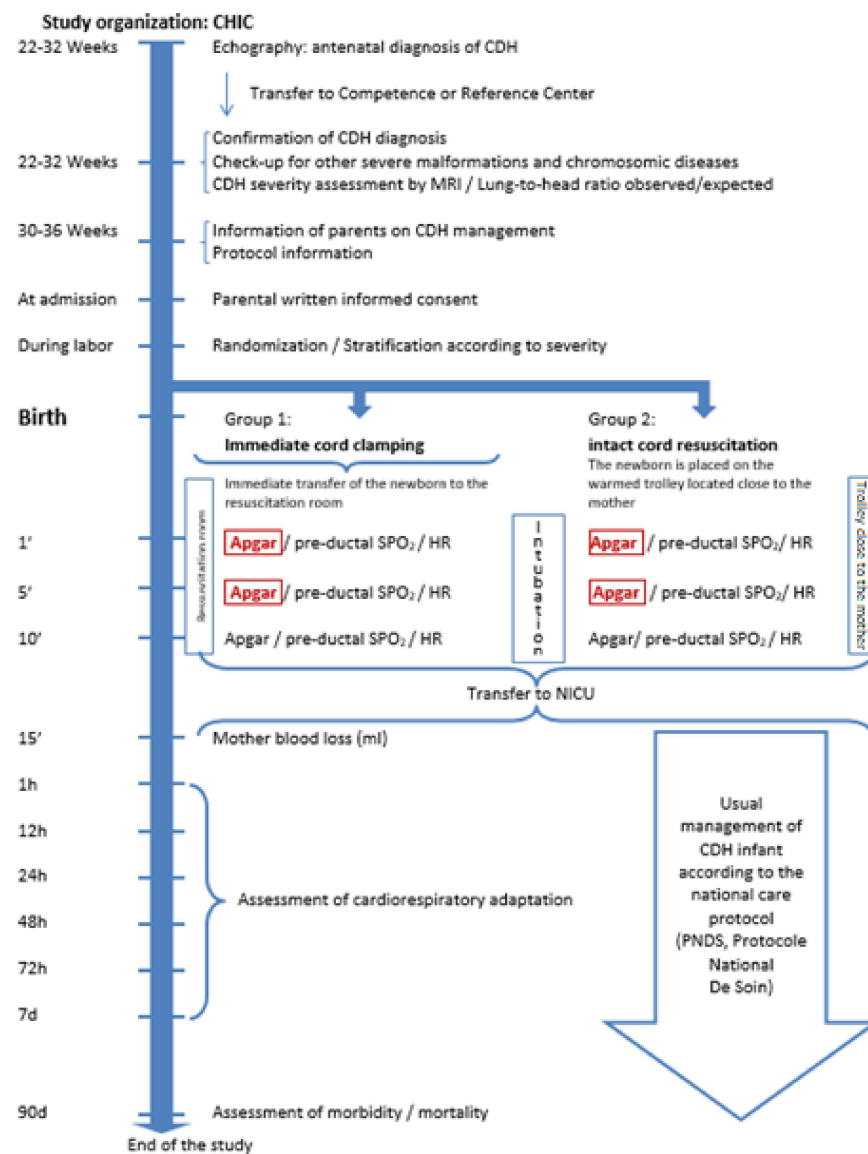 Study organization: CHIC
22-32 Weeks
Echography: antenatal diagnosis of CDH
Transfer to Competence or Reference Center
Confirmation of CDH diagnosis
22-32 Weeks
Check-up for other severe malformations and chromosomic diseases
CDH severity assessment by MRI / Lung-to-head ratio observed/expected
30-36 Weeks
Information of parents on CDH management
Protocol information
At admission
Parental written informed consent
During labor
Randomization / Stratification according to severity
Birth
Group 1:
Immediate cord clamping
Immediate transfer of the newborn to the
resuscitation room
Group 2:
intact cord resuscitation
The newborn is placed on the
warmed trolley located close to the
mother
Resuscitation room
Intubation
Trolley close to the mother
1'
Apgar / pre-ductal SPO₂ / HR
Apgar / pre-ductal SPO₂/ HR
5'
Apgar / pre-ductal SPO₂ / HR
Apgar / pre-ductal SPO₂ / HR
10'
Apgar / pre-ductal SPO₂ / HR
Apgar/ pre-ductal SPO₂ / HR
Transfer to NICU
15'
Mother blood loss (ml)
1h
12h
24h
48h
72h
7d
Assessment of cardiorespiratory adaptation
Usual
management of
CDH infant
according to the
national care
protocol
(PNDS, Protocole
National
De Soin)
90d
Assessment of morbidity / mortality
End of the study